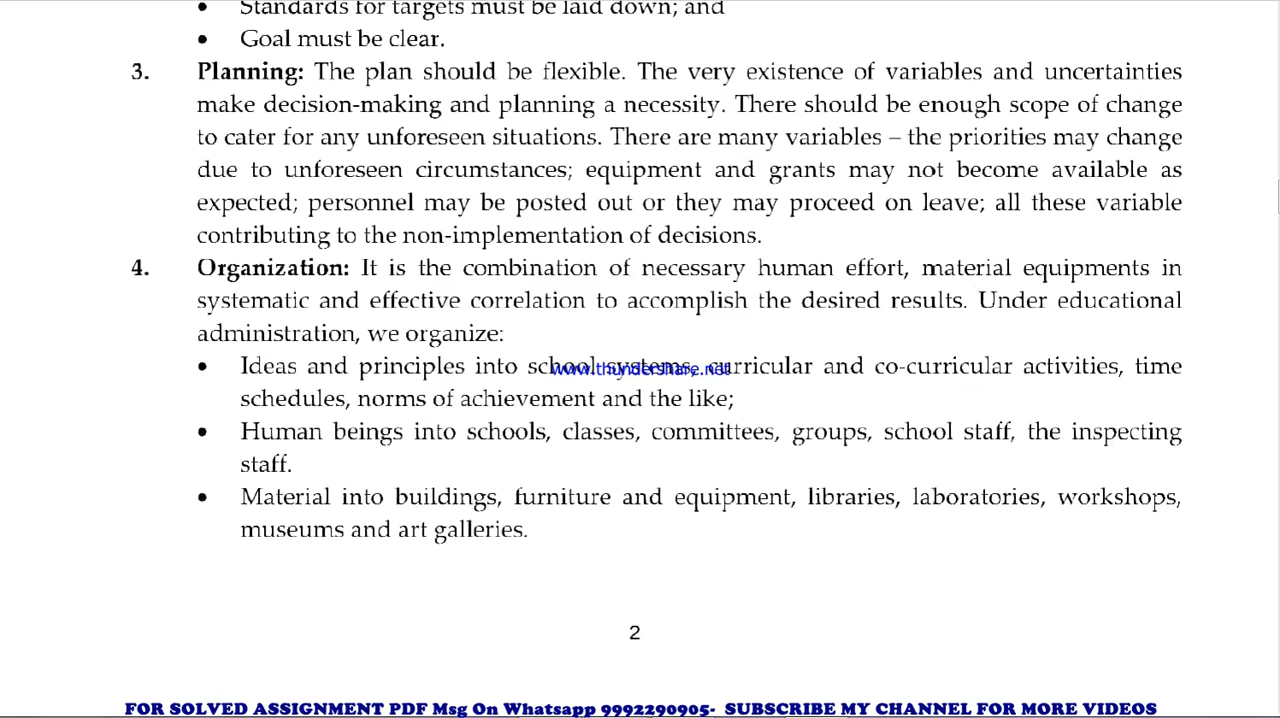 • Standards for targets must be laid down; and
• Goal must be clear.
3. Planning: The plan should be flexible. The very existence of variables and uncertainties
make decision-making and planning a necessity. There should be enough scope of change
to cater for any unforeseen situations. There are many variables – the priorities may change
due to unforeseen circumstances; equipment and grants may not become available as
expected; personnel may be posted out or they may proceed on leave; all these variable
contributing to the non-implementation of decisions.
4. Organization: It is the combination of necessary human effort, material equipments in
systematic and effective correlation to accomplish the desired results. Under educational
administration, we organize:
• Ideas and principles into school systems, curricular and co-curricular activities, time
www.thundershare.net
schedules, norms of achievement and the like;
• Human beings into schools, classes, committees, groups, school staff, the inspecting
staff.
• Material into buildings, furniture and equipment, libraries, laboratories, workshops,
museums and art galleries.
2
FOR SOLVED ASSIGNMENT PDF Msg On Whatsapp 9992290905- SUBSCRIBE MY CHANNEL FOR MORE VIDEOS